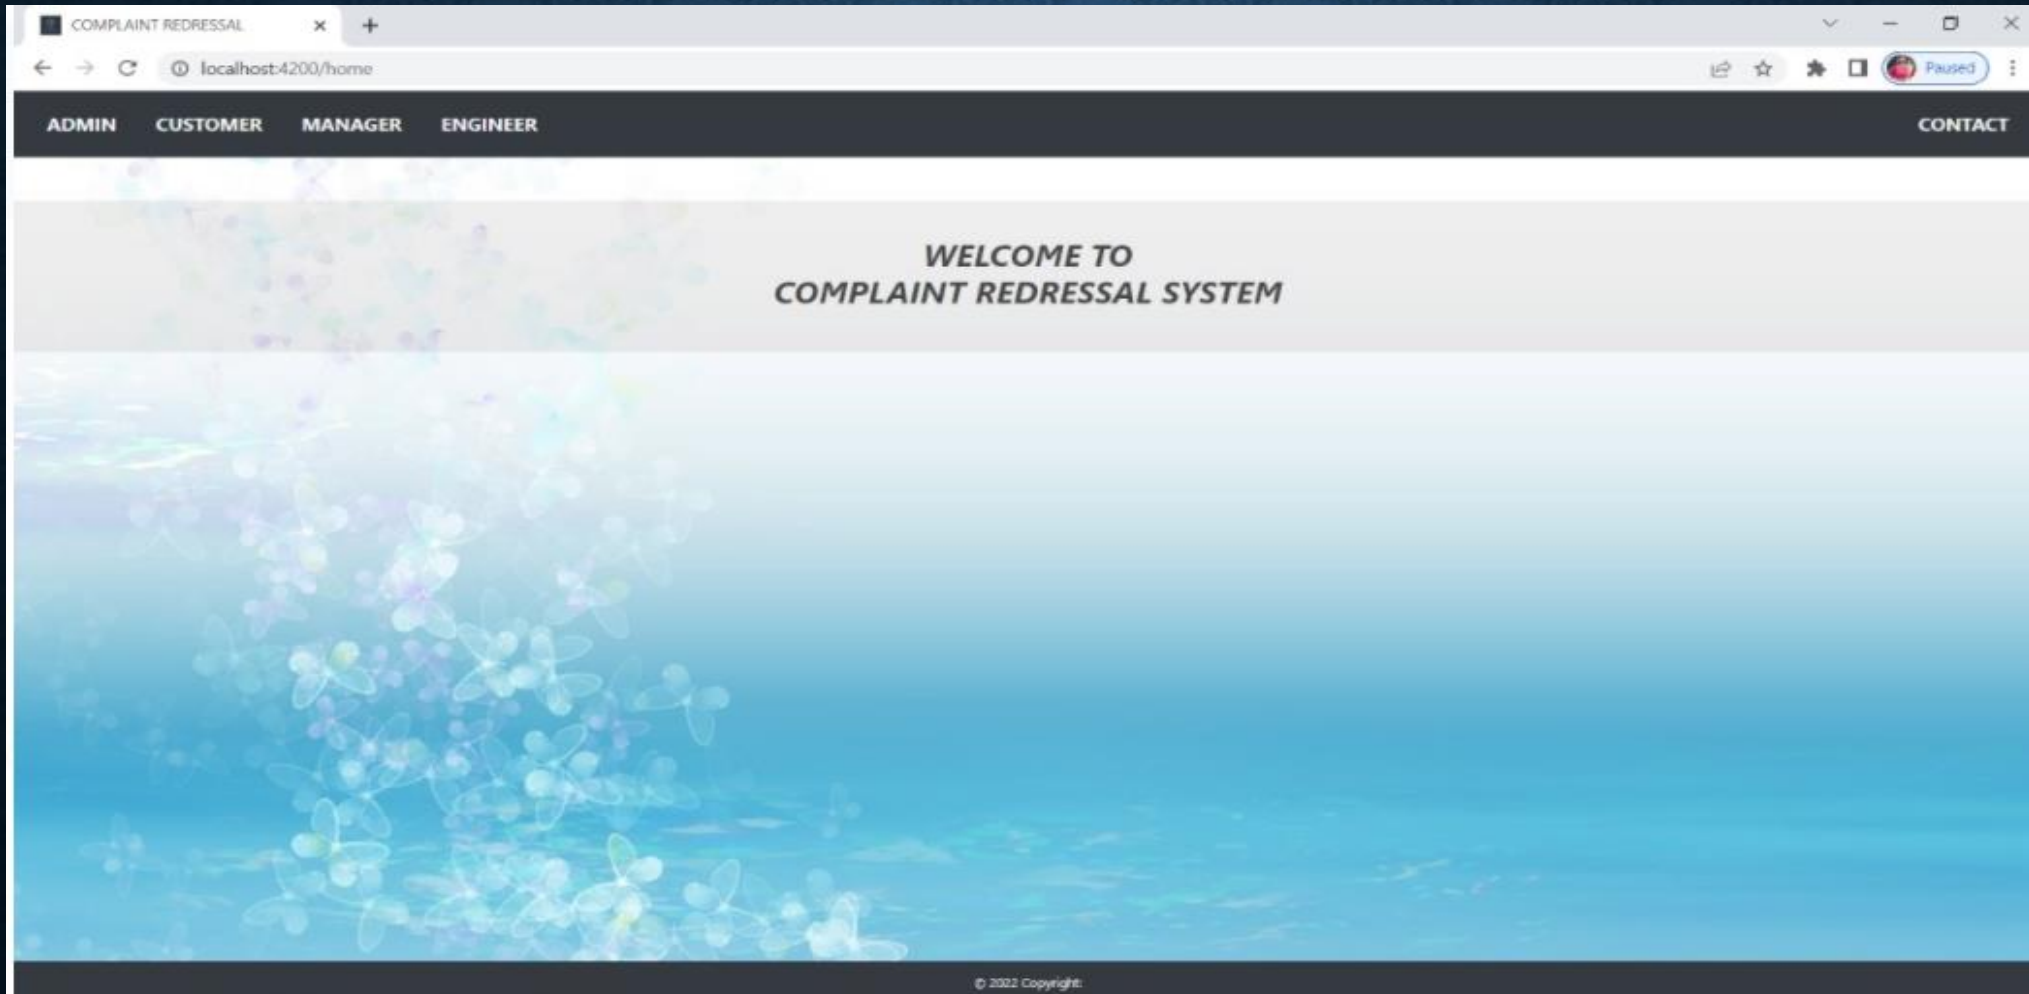 COMPLAINT REDRESSAL
localhost:4200/home
Paused
ADMIN CUSTOMER MANAGER ENGINEER CONTACT
WELCOME TO
COMPLAINT REDRESSAL SYSTEM
© 2022 Copyright: